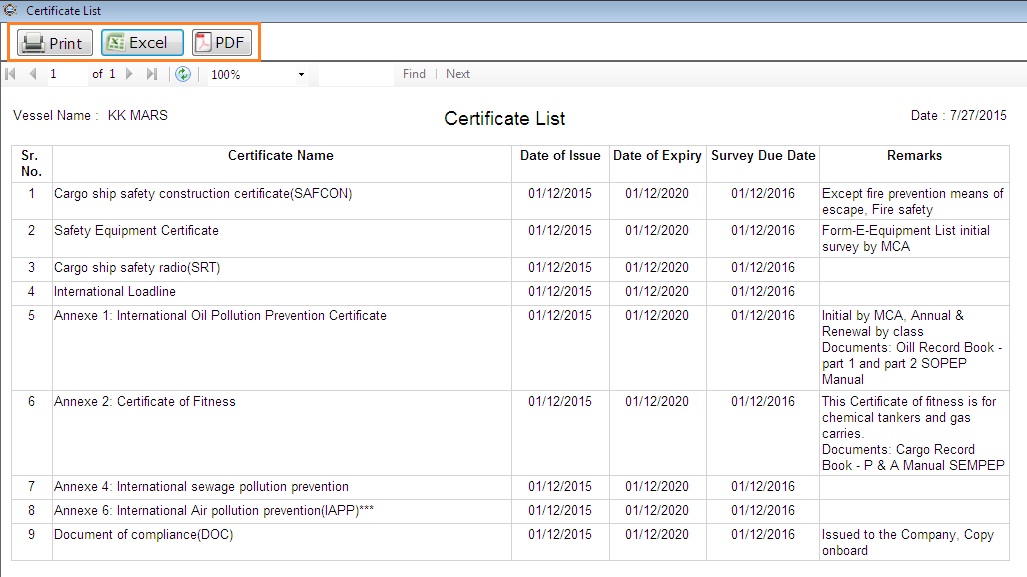 Certificate List
Print Excel PDF
1 of 1 100% Find Next
Vessel Name : KK MARS
Certificate List
Date : 7/27/2015
Sr. No. Certificate Name Date of Issue Date of Expiry Survey Due Date Remarks
1 Cargo ship safety construction certificate(SAFCON) 01/12/2015 01/12/2020 01/12/2016 Except fire prevention means of
escape, Fire safety
2 Safety Equipment Certificate 01/12/2015 01/12/2020 01/12/2016 Form-E-Equipment List initial
survey by MCA
3 Cargo ship safety radio(SRT) 01/12/2015 01/12/2020 01/12/2016
4 International Loadline 01/12/2015 01/12/2020 01/12/2016
5 Annexe 1: International Oil Pollution Prevention Certificate 01/12/2015 01/12/2020 01/12/2016 Initial by MCA, Annual &
Renewal by class
Documents: Oill Record Book -
part 1 and part 2 SOPEP
Manual
6 Annexe 2: Certificate of Fitness 01/12/2015 01/12/2020 01/12/2016 This Certificate of fitness is for
chemical tankers and gas
carries.
Documents: Cargo Record
Book - P & A Manual SEMPEP
7 Annexe 4: International sewage pollution prevention 01/12/2015 01/12/2020 01/12/2016
8 Annexe 6: International Air pollution prevention(IAPP)*** 01/12/2015 01/12/2020 01/12/2016
9 Document of compliance(DOC) 01/12/2015 01/12/2020 01/12/2016 Issued to the Company, Copy
onboard